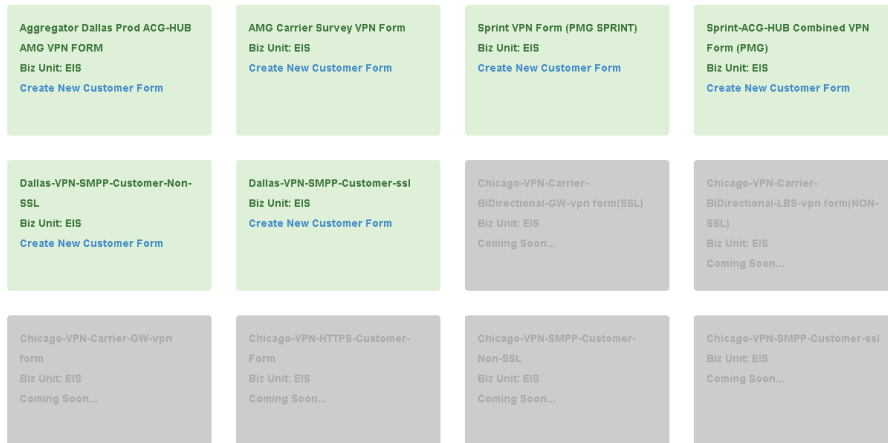 Aggregator Dallas Prod ACG-HUB
AMG VPN FORM
Biz Unit: EIS
Create New Customer Form
AMG Carrier Survey VPN Form
Biz Unit: EIS
Create New Customer Form
Sprint VPN Form (PMG SPRINT)
Biz Unit: EIS
Create New Customer Form
Sprint-ACG-HUB Combined VPN
Form (PMG)
Biz Unit: EIS
Create New Customer Form
Dallas-VPN-SMPP-Customer-Non-
SSL
Biz Unit: EIS
Create New Customer Form
Dallas-VPN-SMPP-Customer-ssl
Biz Unit: EIS
Create New Customer Form
Chicago-VPN-Carrier-
BiDirectional-GW-vpn form(SSL)
Biz Unit: EIS
Coming Soon...
Chicago-VPN-Carrier-
BiDirectional-LBS-vpn form(NON-
SSL)
Biz Unit: EIS
Coming Soon...
Chicago-VPN-Carrier-GW-vpn
form
Biz Unit: EIS
Coming Soon...
Chicago-VPN-HTTPS-Customer-
Form
Biz Unit: EIS
Coming Soon...
Chicago-VPN-SMPP-Customer-
Non-SSL
Biz Unit: EIS
Coming Soon...
Chicago-VPN-SMPP-Customer-ssl
Biz Unit: EIS
Coming Soon...